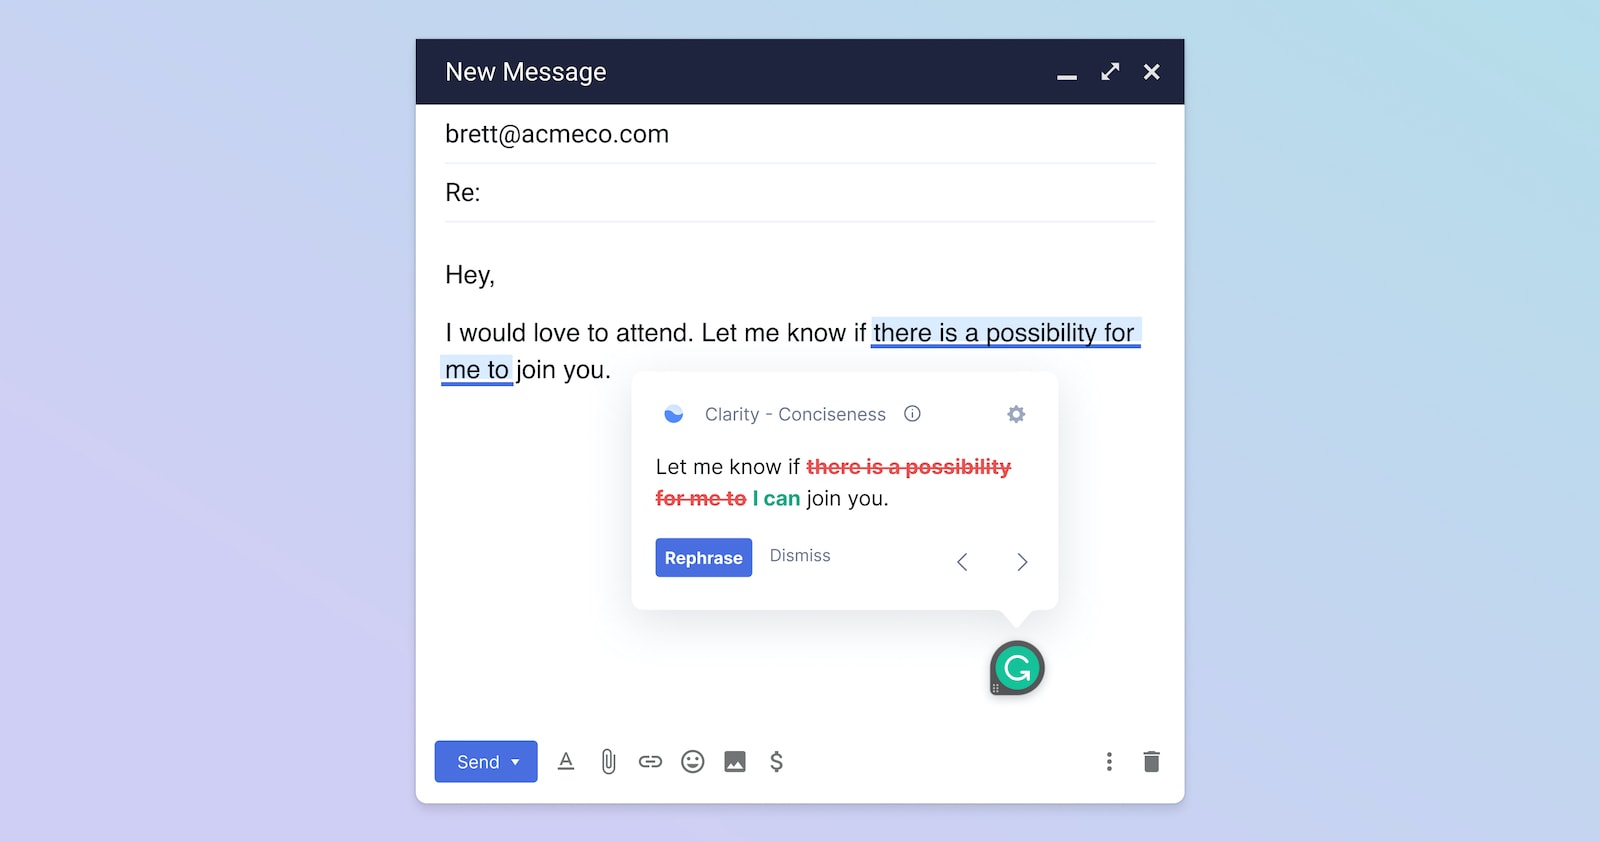 New Message
brett@acmeco.com
Re:
Hey,
I would love to attend. Let me know if there is a possibility for
me to join you.
Clarity - Conciseness
Let me know if there is a possibility
for me to I can join you.
Rephrase Dismiss
G
Send